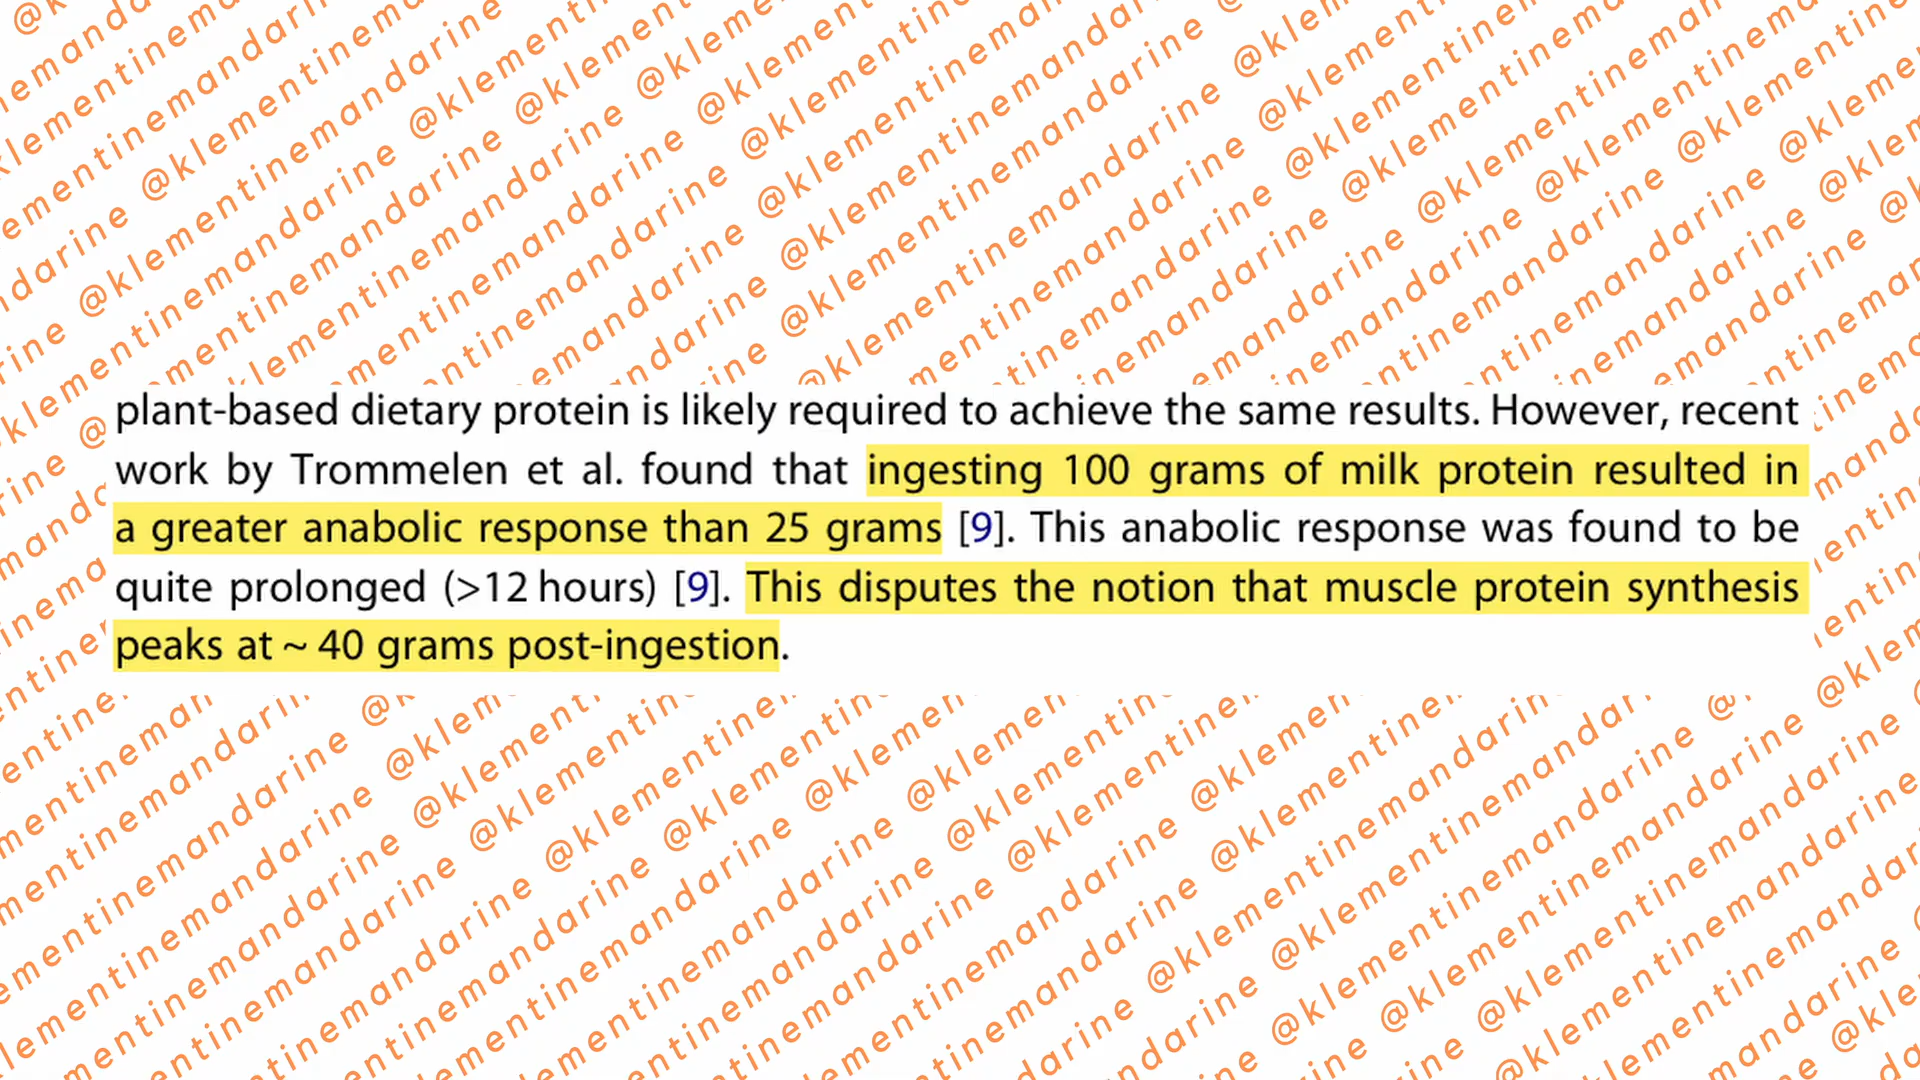 plant-based dietary protein is likely required to achieve the same results. However, recent
work by Trommelen et al. found that ingesting 100 grams of milk protein resulted in
a greater anabolic response than 25 grams [9]. This anabolic response was found to be
quite prolonged (>12 hours) [9]. This disputes the notion that muscle protein synthesis
peaks at ~ 40 grams post-ingestion.
@klementinemandarine